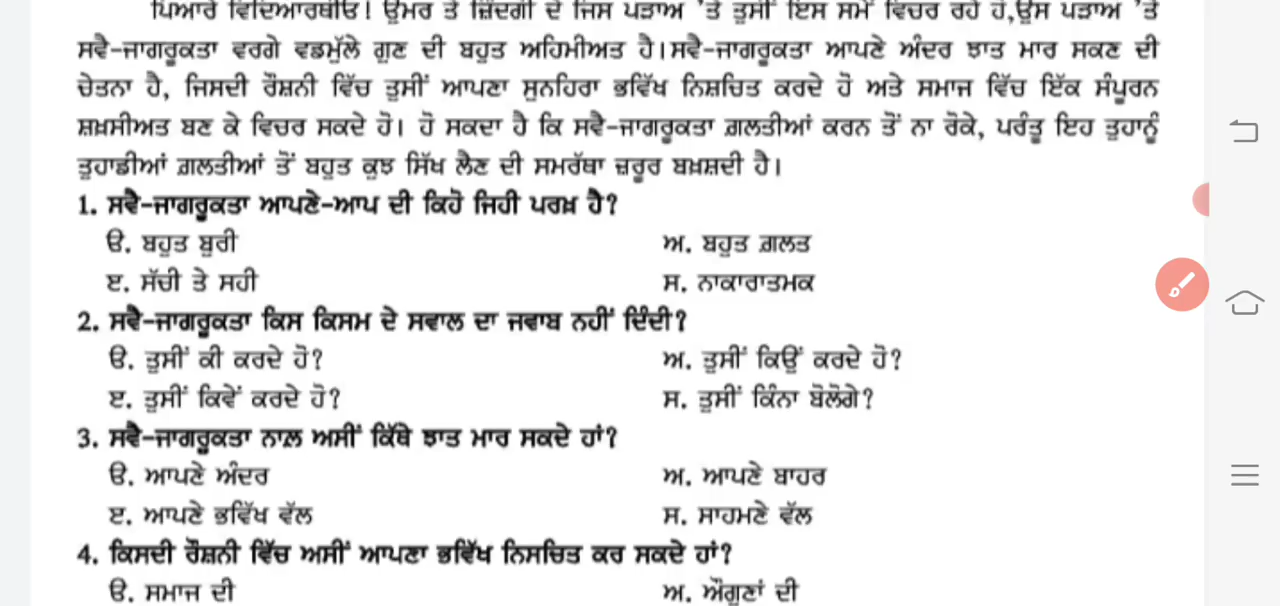 ਪਿਆਰੇ ਵਿਦਿਆਰਥੀਓ! ਉਮਰ ਤੇ ਜ਼ਿੰਦਗੀ ਦੇ ਜਿਸ ਪੜਾਅ 'ਤੇ ਤੁਸੀਂ ਇਸ ਸਮੇਂ ਵਿਚਰ ਰਹੇ ਹੋ,ਉਸ ਪੜਾਅ 'ਤੇ
ਸਵੈ-ਜਾਗਰੂਕਤਾ ਵਰਗੇ ਵਡਮੁੱਲੇ ਗੁਣ ਦੀ ਬਹੁਤ ਅਹਿਮੀਅਤ ਹੈ।ਸਵੈ-ਜਾਗਰੂਕਤਾ ਆਪਣੇ ਅੰਦਰ ਝਾਤ ਮਾਰ ਸਕਣ ਦੀ
ਚੇਤਨਾ ਹੈ, ਜਿਸਦੀ ਰੌਸ਼ਨੀ ਵਿੱਚ ਤੁਸੀਂ ਆਪਣਾ ਸੁਨਹਿਰਾ ਭਵਿੱਖ ਨਿਸ਼ਚਿਤ ਕਰਦੇ ਹੋ ਅਤੇ ਸਮਾਜ ਵਿੱਚ ਇੱਕ ਸੰਪੂਰਨ
ਸ਼ਖ਼ਸੀਅਤ ਬਣ ਕੇ ਵਿਚਰ ਸਕਦੇ ਹੋ। ਹੋ ਸਕਦਾ ਹੈ ਕਿ ਸਵੈ-ਜਾਗਰੂਕਤਾ ਗ਼ਲਤੀਆਂ ਕਰਨ ਤੋਂ ਨਾ ਰੋਕੇ, ਪਰੰਤੂ ਇਹ ਤੁਹਾਨੂੰ
ਤੁਹਾਡੀਆਂ ਗ਼ਲਤੀਆਂ ਤੋਂ ਬਹੁਤ ਕੁਝ ਸਿੱਖ ਲੈਣ ਦੀ ਸਮਰੱਥਾ ਜ਼ਰੂਰ ਬਖ਼ਸ਼ਦੀ ਹੈ।
1. ਸਵੈ-ਜਾਗਰੂਕਤਾ ਆਪਣੇ-ਆਪ ਦੀ ਕਿਹੋ ਜਿਹੀ ਪਰਖ਼ ਹੈ?
ੳ. ਬਹੁਤ ਬੁਰੀ ਅ. ਬਹੁਤ ਗ਼ਲਤ
ੲ. ਸੱਚੀ ਤੇ ਸਹੀ ਸ. ਨਾਕਾਰਾਤਮਕ
2. ਸਵੈ-ਜਾਗਰੂਕਤਾ ਕਿਸ ਕਿਸਮ ਦੇ ਸਵਾਲ ਦਾ ਜਵਾਬ ਨਹੀਂ ਦਿੰਦੀ?
ੳ. ਤੁਸੀਂ ਕੀ ਕਰਦੇ ਹੋ? ਅ. ਤੁਸੀਂ ਕਿਉਂ ਕਰਦੇ ਹੋ?
ੲ. ਤੁਸੀਂ ਕਿਵੇਂ ਕਰਦੇ ਹੋ? ਸ. ਤੁਸੀਂ ਕਿੰਨਾ ਬੋਲੋਗੇ?
3. ਸਵੈ-ਜਾਗਰੂਕਤਾ ਨਾਲ਼ ਅਸੀਂ ਕਿੱਥੇ ਝਾਤ ਮਾਰ ਸਕਦੇ ਹਾਂ?
ੳ. ਆਪਣੇ ਅੰਦਰ ਅ. ਆਪਣੇ ਬਾਹਰ
ੲ. ਆਪਣੇ ਭਵਿੱਖ ਵੱਲ ਸ. ਸਾਹਮਣੇ ਵੱਲ
4. ਕਿਸਦੀ ਰੌਸ਼ਨੀ ਵਿੱਚ ਅਸੀਂ ਆਪਣਾ ਭਵਿੱਖ ਨਿਸਚਿਤ ਕਰ ਸਕਦੇ ਹਾਂ?
ੳ. ਸਮਾਜ ਦੀ ਅ. ਔਗੁਣਾਂ ਦੀ